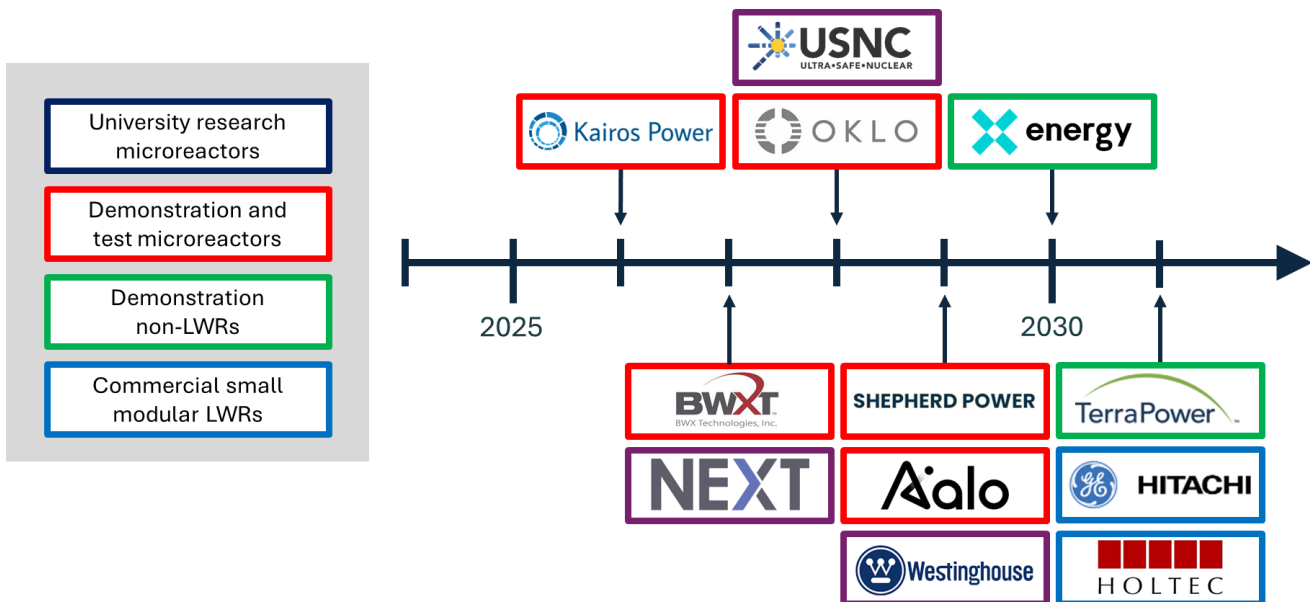 USNC
ULTRA•SAFE•NUCLEAR
University research
microreactors
Demonstration and
test microreactors
Demonstration
non-LWRs
Commercial small
modular LWRs
Kairos Power
OKLO
X energy
2025
2030
BWXT
BWX Technologies, Inc.
SHEPHERD POWER
TerraPower
NEXT
Aalo
GE HITACHI
W Westinghouse
HOLTEC